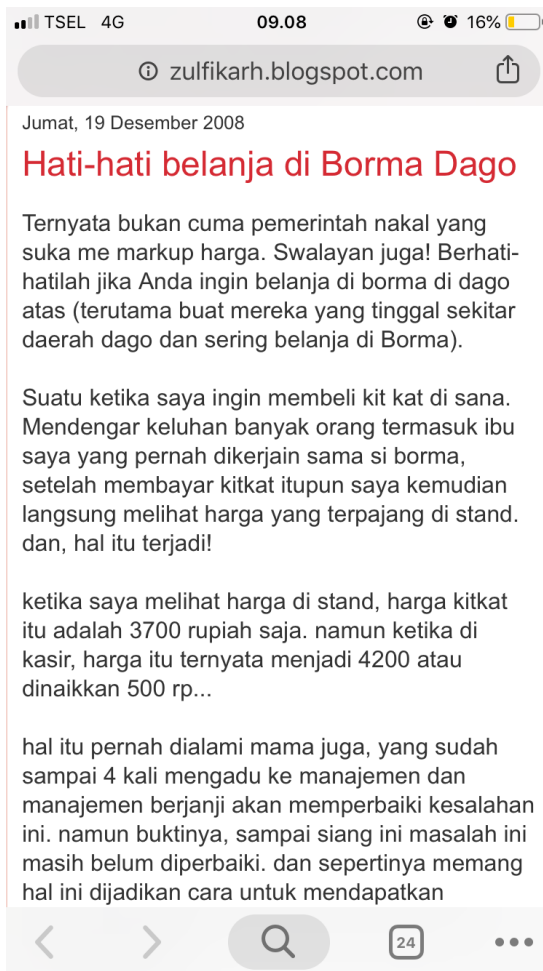 TSEL 4G 09.08 16%
zulfikarh.blogspot.com
Jumat, 19 Desember 2008
Hati-hati belanja di Borma Dago
Ternyata bukan cuma pemerintah nakal yang
suka me markup harga. Swalayan juga! Berhati-
hatilah jika Anda ingin belanja di borma di dago
atas (terutama buat mereka yang tinggal sekitar
daerah dago dan sering belanja di Borma).
Suatu ketika saya ingin membeli kit kat di sana.
Mendengar keluhan banyak orang termasuk ibu
saya yang pernah dikerjain sama si borma,
setelah membayar kitkat itupun saya kemudian
langsung melihat harga yang terpajang di stand.
dan, hal itu terjadi!
ketika saya melihat harga di stand, harga kitkat
itu adalah 3700 rupiah saja. namun ketika di
kasir, harga itu ternyata menjadi 4200 atau
dinaikkan 500 rp...
hal itu pernah dialami mama juga, yang sudah
sampai 4 kali mengadu ke manajemen dan
manajemen berjanji akan memperbaiki kesalahan
ini. namun buktinya, sampai siang ini masalah ini
masih belum diperbaiki. dan sepertinya memang
hal ini dijadikan cara untuk mendapatkan
24